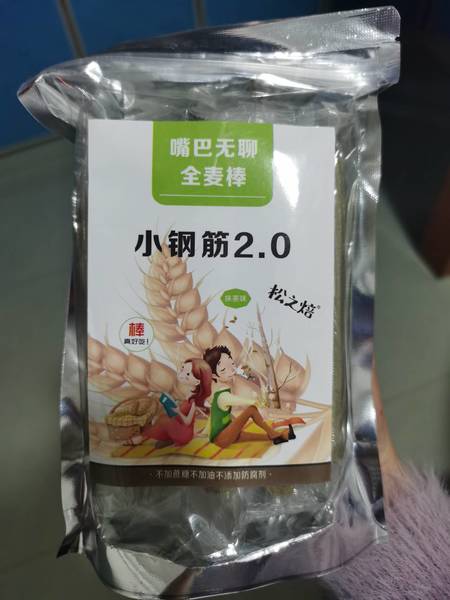 嘴巴无聊
全麦棒
小钢筋2.0
抹茶味
松之焙®
棒
真好吃!
·不加蔗糖不加油不添加防腐剂·